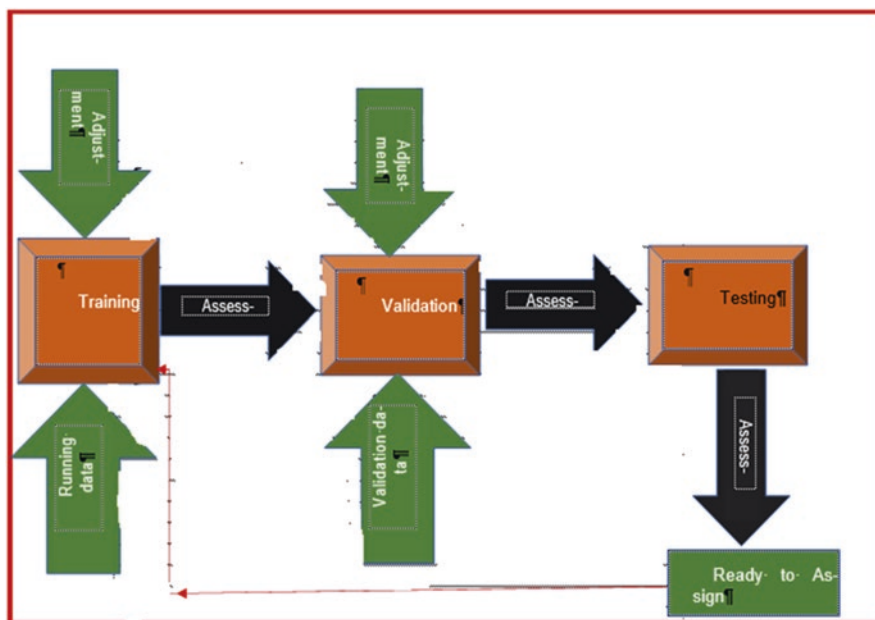 Adjust-
ment¶
Adjust-
ment¶
¶
Training
Assess-
¶
Validation¶
Assess-
¶
Testing¶
Running·
data¶
Validation·da-
ta¶
Assess-
Ready· to· As-
sign¶